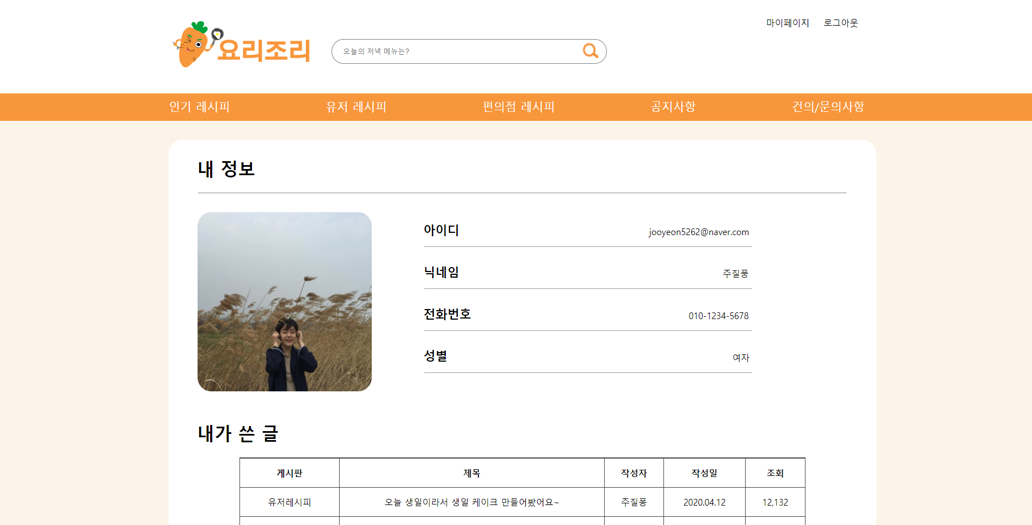 마이페이지 로그아웃
요리조리
오늘의 저녁 메뉴는?
인기 레시피 유저 레시피 편의점 레시피 공지사항 건의/문의사항
내 정보
아이디 jooyeon5262@naver.com
닉네임 주질풍
전화번호 010-1234-5678
성별 여자
내가 쓴 글
게시판 제목 작성자 작성일 조회
유저레시피 오늘 생일이라서 생일 케이크 만들어봤어요~ 주질풍 2020.04.12 12,132